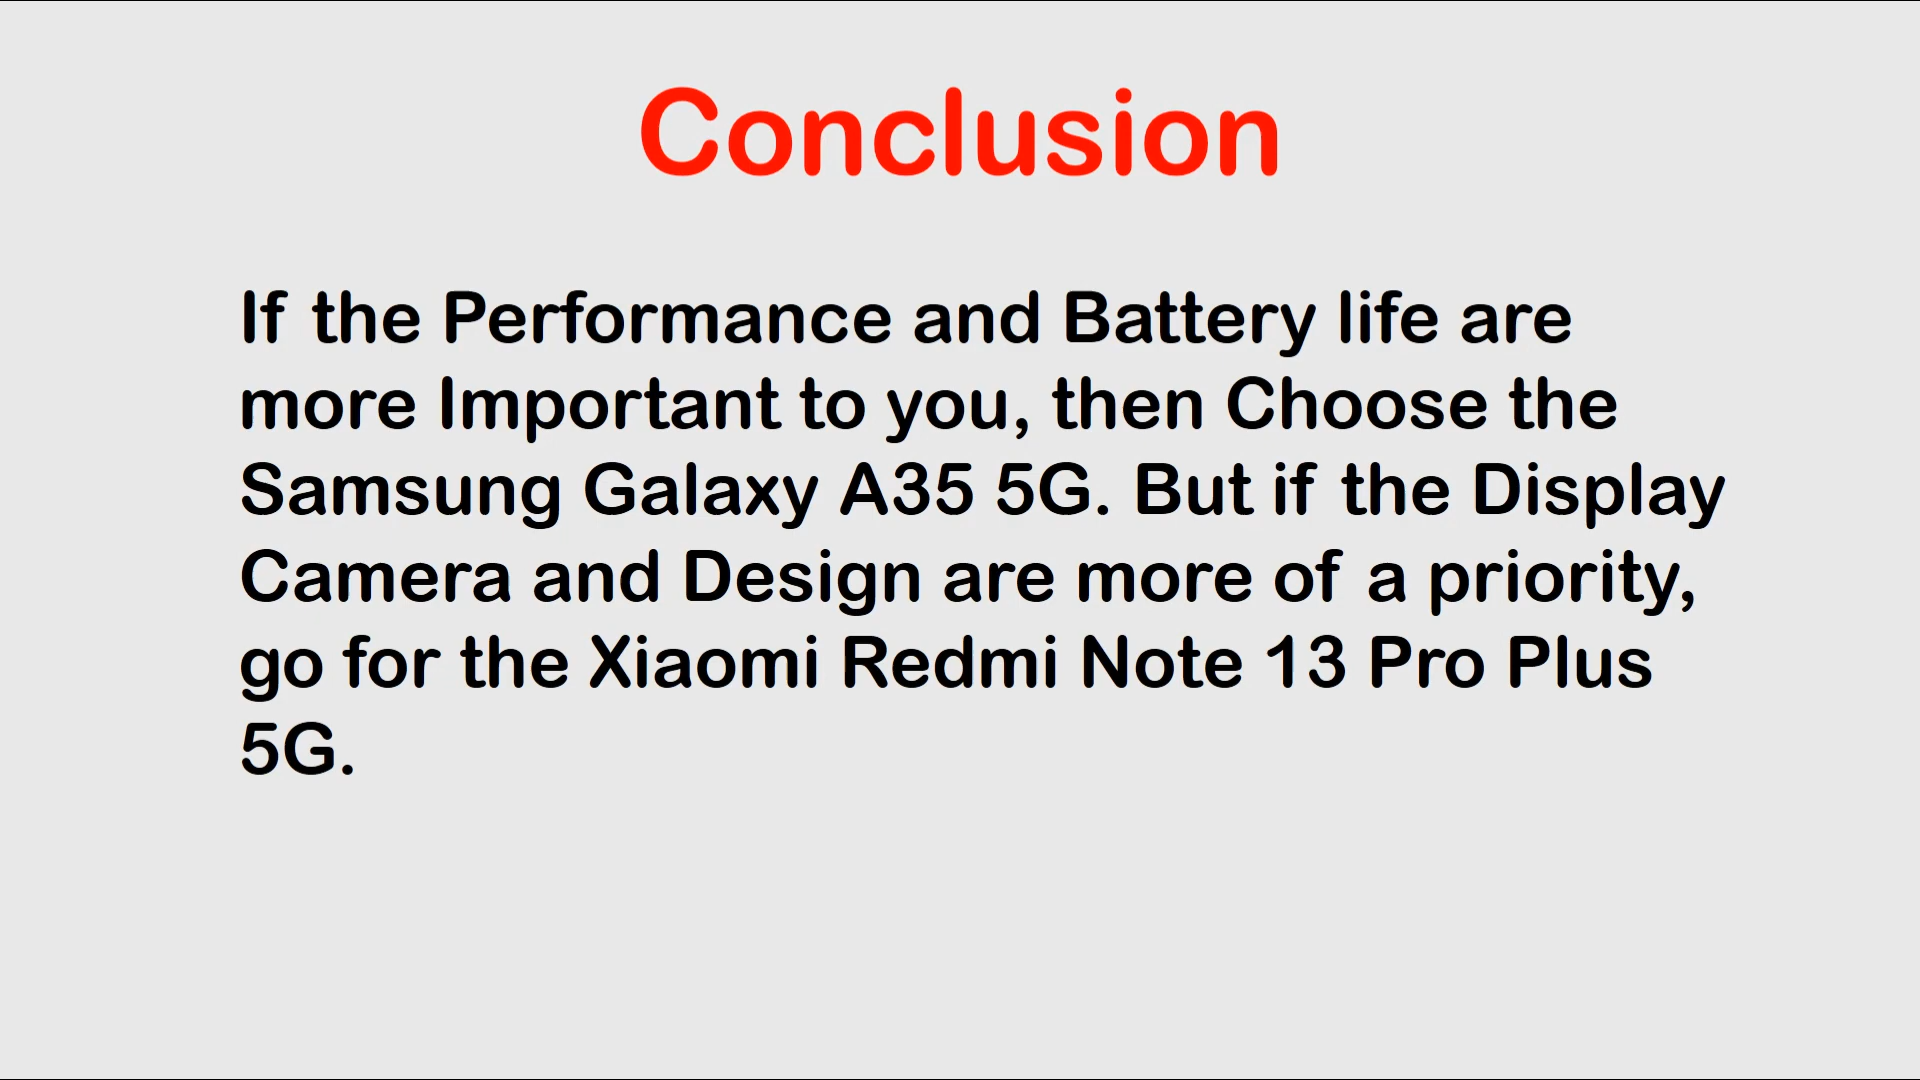 Conclusion
If the Performance and Battery life are
more Important to you, then Choose the
Samsung Galaxy A35 5G. But if the Display
Camera and Design are more of a priority,
go for the Xiaomi Redmi Note 13 Pro Plus
5G.